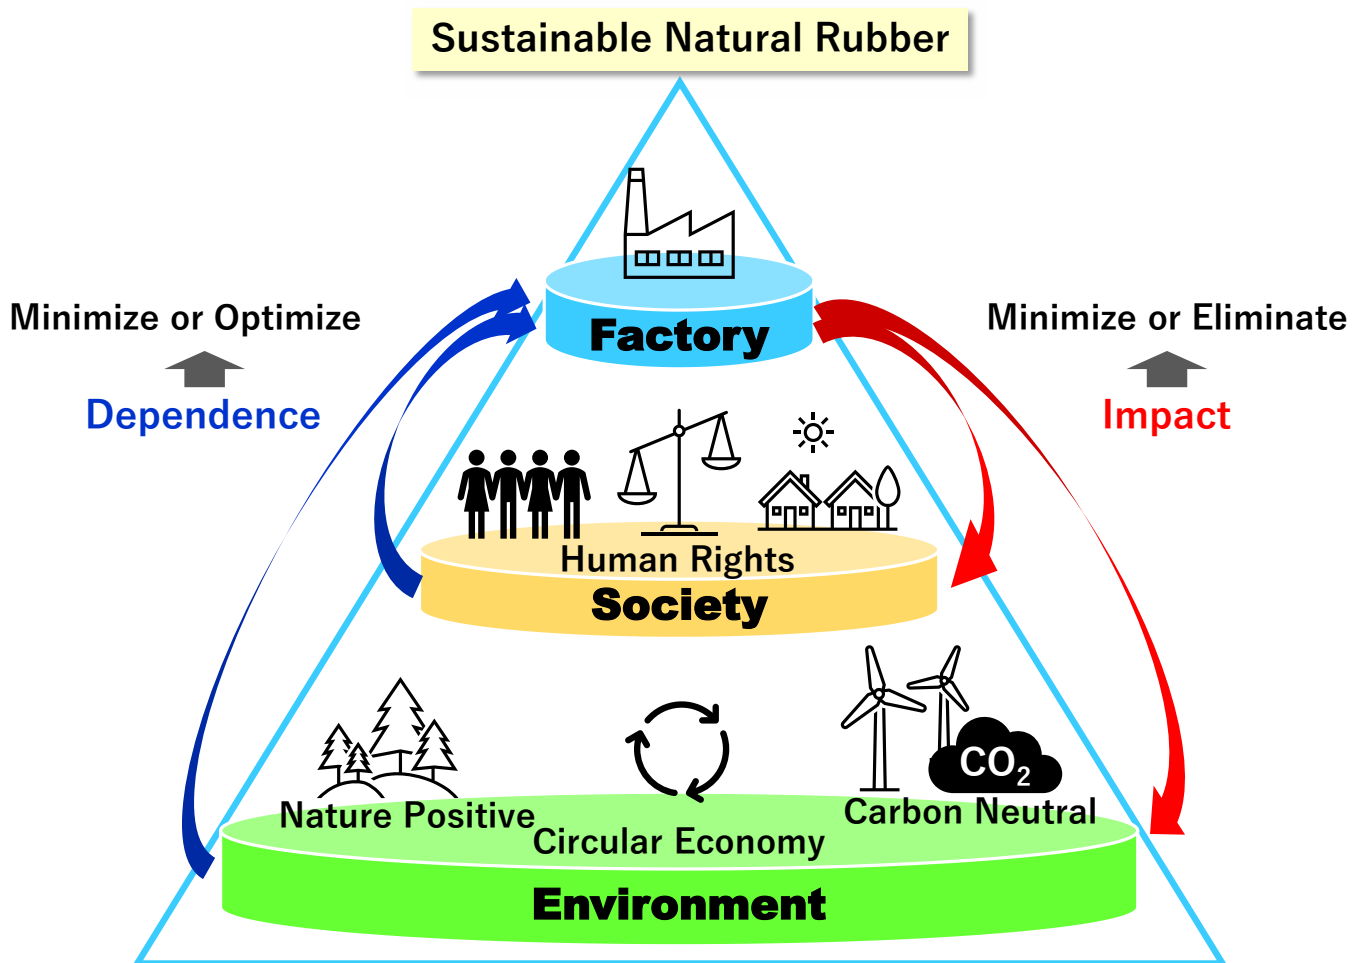 Sustainable Natural Rubber
Factory
Minimize or Optimize
Dependence
Minimize or Eliminate
Impact
Human Rights
Society
CO₂
Nature Positive
Circular Economy
Carbon Neutral
Environment